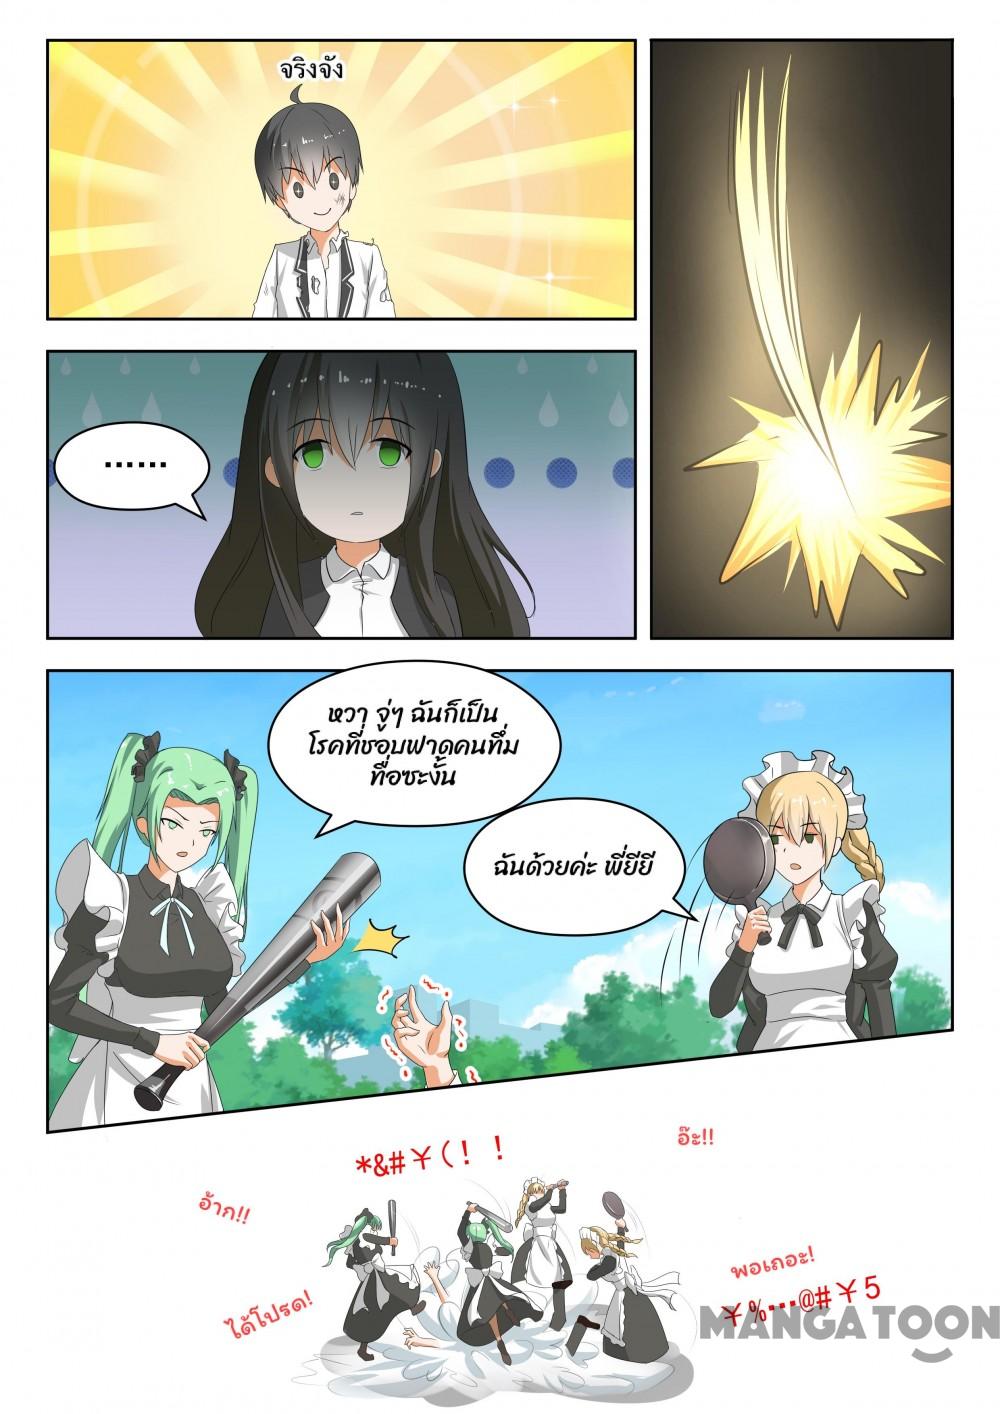 จริงจัง
……
หวา จู่ๆ ฉันก็เป็น
โรคที่ชอบฟาดคนทึ่ม
ทื่อซะงั้น
ฉันด้วยค่ะ พี่ยียี
*&#￥(！！
อ๊ะ!!
อ้าก!!
พอเถอะ!
ได้โปรด!
￥%…@#￥5
MANGATOON